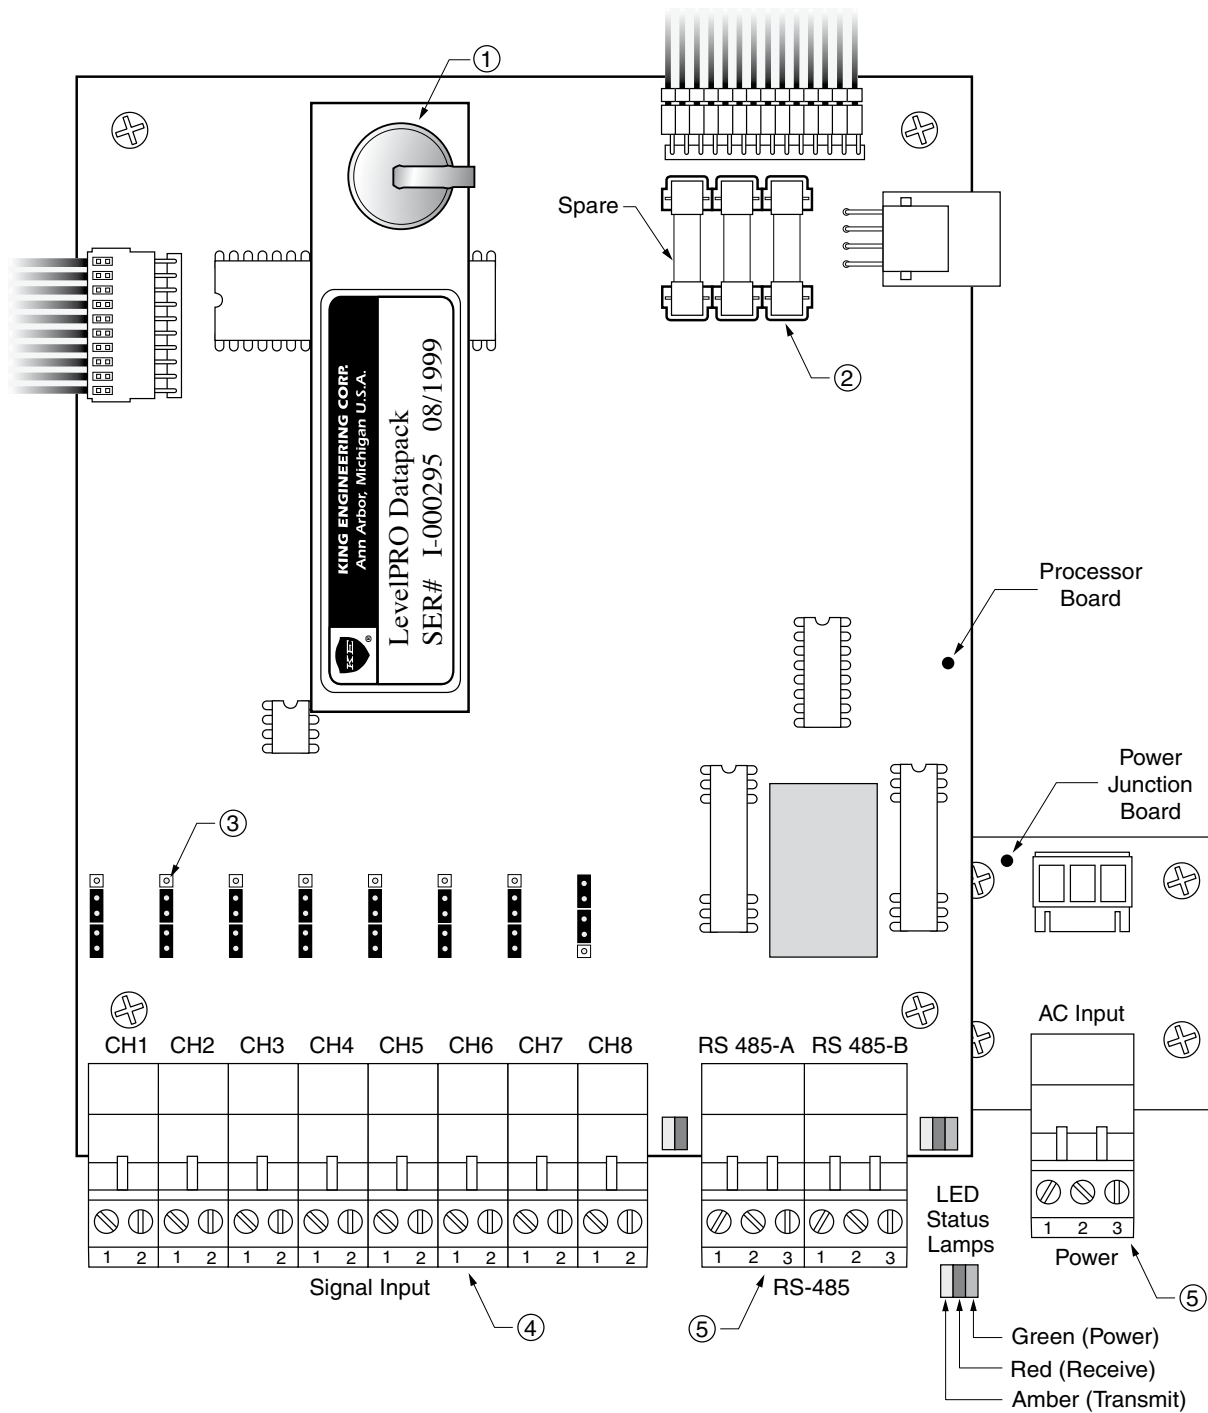 1
Spare
2
KING ENGINEERING CORP.
Ann Arbor, Michigan U.S.A.
LevelPRO Datapack
SER# I-000295 08/1999
KE
®
Processor
Board
Power
Junction
Board
3
AC Input
CH1 CH2 CH3 CH4 CH5 CH6 CH7 CH8
RS 485-A RS 485-B
LED
Status
Lamps
1 2 1 2 1 2 1 2 1 2 1 2 1 2 1 2
1 2 3 1 2 3
1 2 3
Power
Signal Input
RS-485
4
5
5
Green (Power)
Red (Receive)
Amber (Transmit)